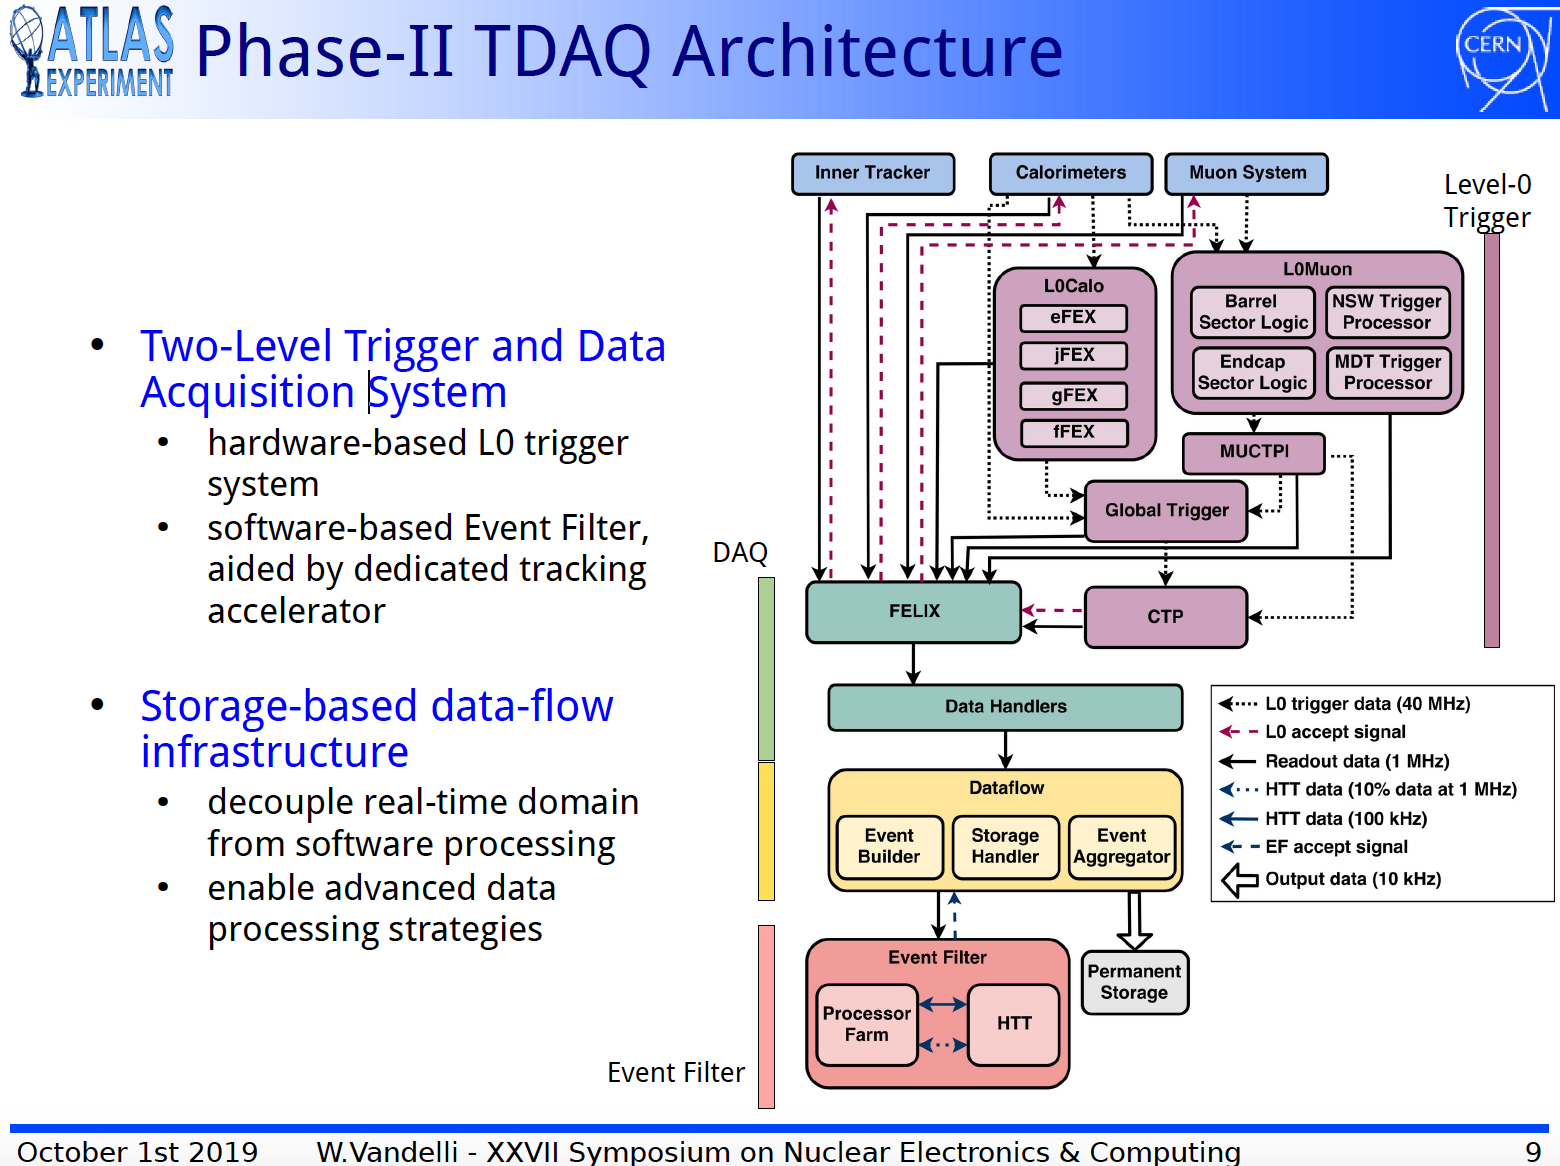 ATLAS
EXPERIMENT
Phase-II TDAQ Architecture
CERN
• Two-Level Trigger and Data
Acquisition System
• hardware-based L0 trigger
system
• software-based Event Filter,
aided by dedicated tracking
accelerator
• Storage-based data-flow
infrastructure
• decouple real-time domain
from software processing
• enable advanced data
processing strategies
Inner Tracker
Calorimeters
Muon System
Level-0
Trigger
L0Calo
eFEX
jFEX
gFEX
fFEX
L0Muon
Barrel
Sector Logic
NSW Trigger
Processor
Endcap
Sector Logic
MDT Trigger
Processor
MUCTPI
Global Trigger
DAQ
FELIX
CTP
Data Handlers
Dataflow
Event
Builder
Storage
Handler
Event
Aggregator
L0 trigger data (40 MHz)
L0 accept signal
Readout data (1 MHz)
HTT data (10% data at 1 MHz)
HTT data (100 kHz)
EF accept signal
Output data (10 kHz)
Event Filter
Processor
Farm
HTT
Permanent
Storage
Event Filter
October 1st 2019
W.Vandelli - XXVII Symposium on Nuclear Electronics & Computing
9